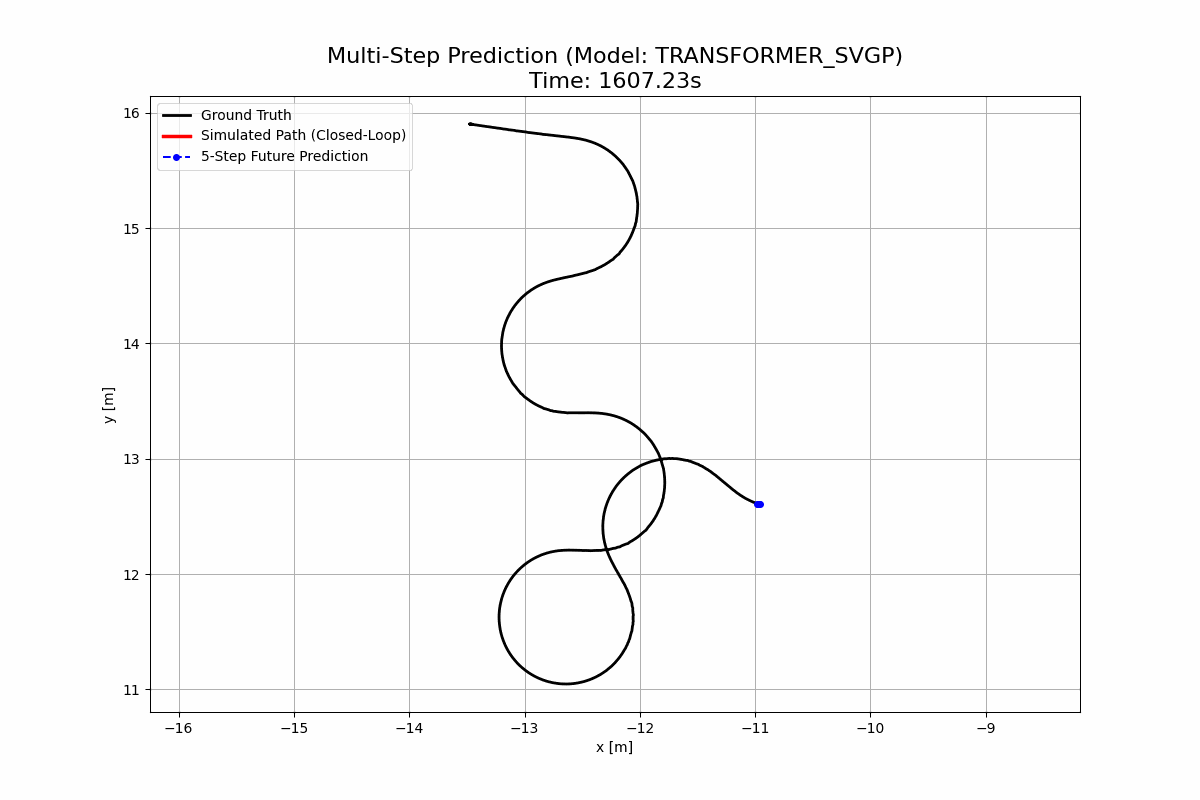 Multi-Step Prediction (Model: TRANSFORMER_SVGP)
Time: 1607.23s
Ground Truth
Simulated Path (Closed-Loop)
5-Step Future Prediction
16
15
14
13
12
11
y [m]
−16 −15 −14 −13 −12 −11 −10 −9
x [m]